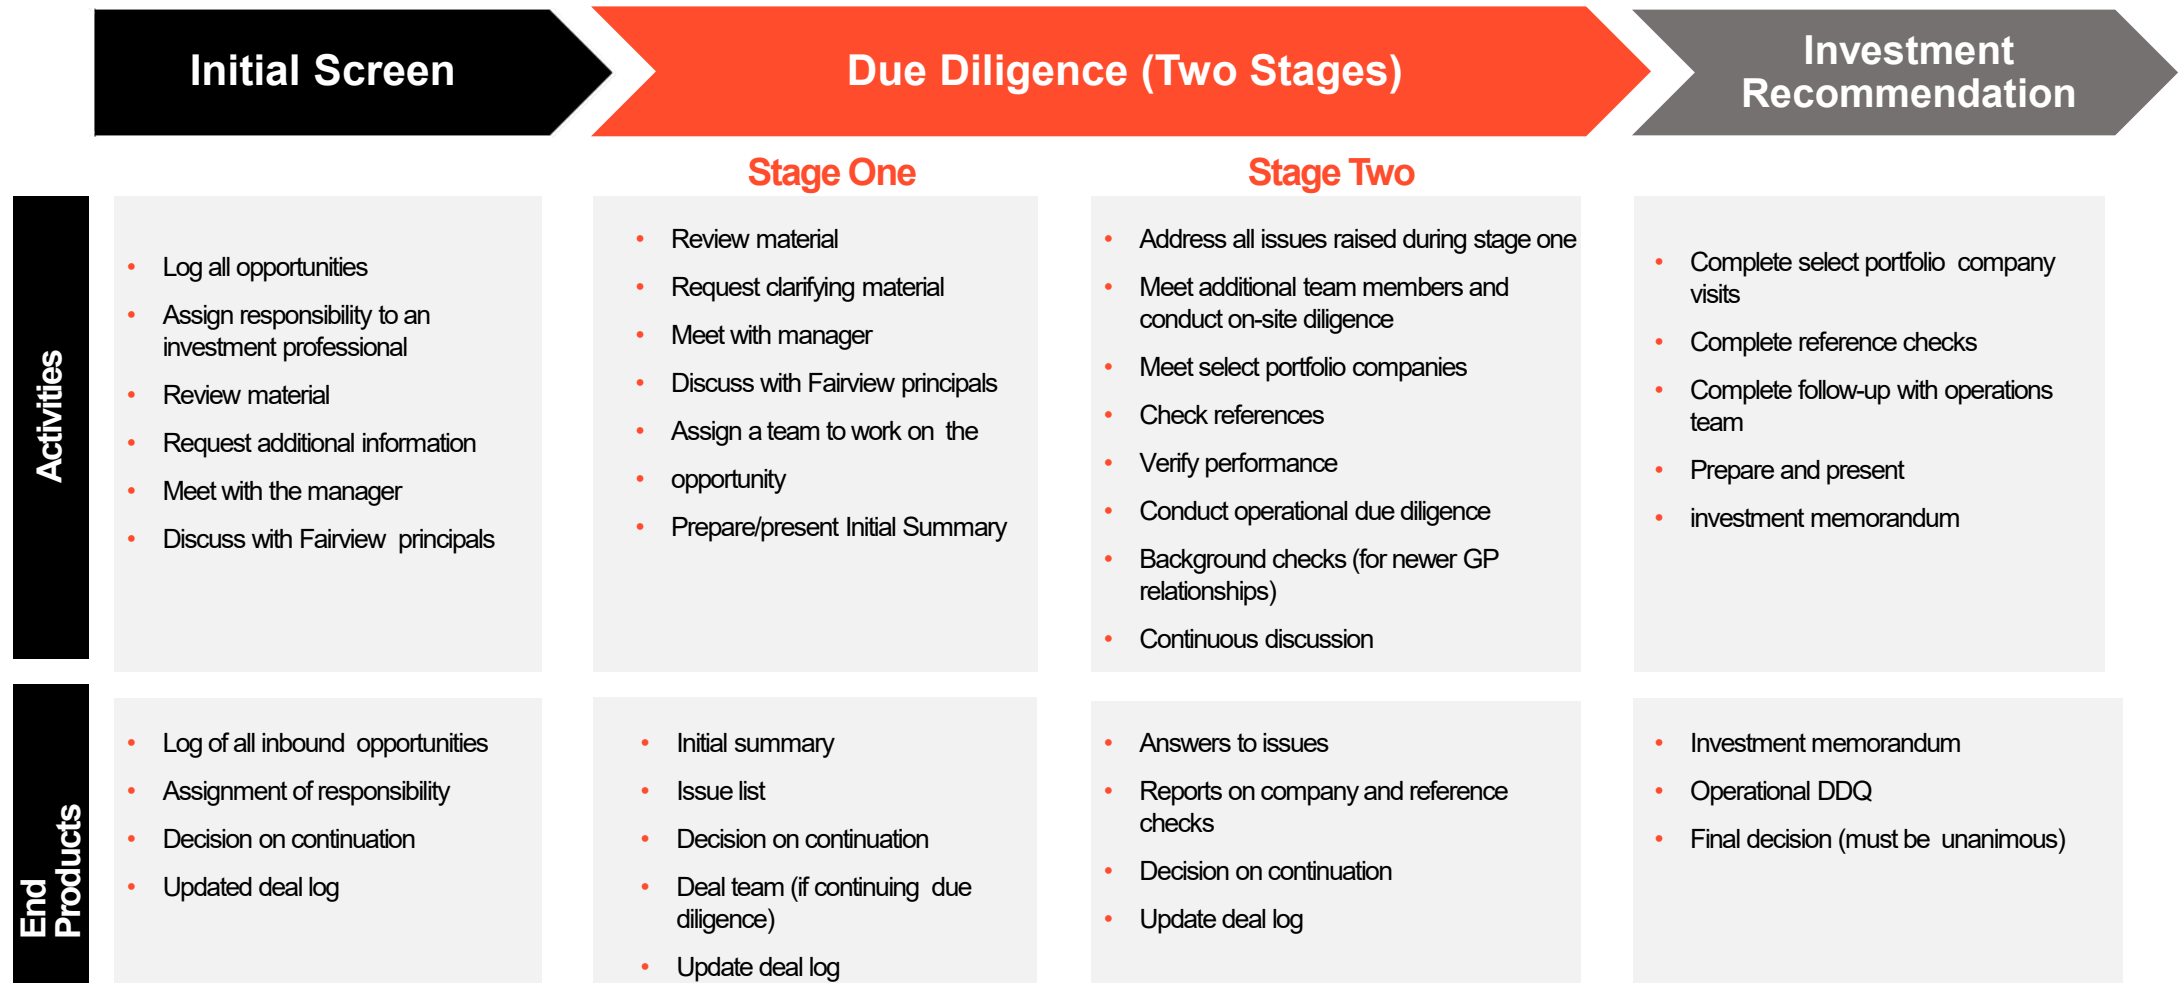 Initial Screen
Due Diligence (Two Stages)
Investment
Recommendation
Stage One
Stage Two
Activities
• Log all opportunities
• Assign responsibility to an
investment professional
• Review material
• Request additional information
• Meet with the manager
• Discuss with Fairview principals
• Review material
• Request clarifying material
• Meet with manager
• Discuss with Fairview principals
• Assign a team to work on the
• opportunity
• Prepare/present Initial Summary
• Address all issues raised during stage one
• Meet additional team members and
conduct on-site diligence
• Meet select portfolio companies
• Check references
• Verify performance
• Conduct operational due diligence
• Background checks (for newer GP
relationships)
• Continuous discussion
• Complete select portfolio company
visits
• Complete reference checks
• Complete follow-up with operations
team
• Prepare and present
• investment memorandum
End
Products
• Log of all inbound opportunities
• Assignment of responsibility
• Decision on continuation
• Updated deal log
• Initial summary
• Issue list
• Decision on continuation
• Deal team (if continuing due
diligence)
• Update deal log
• Answers to issues
• Reports on company and reference
checks
• Decision on continuation
• Update deal log
• Investment memorandum
• Operational DDQ
• Final decision (must be unanimous)